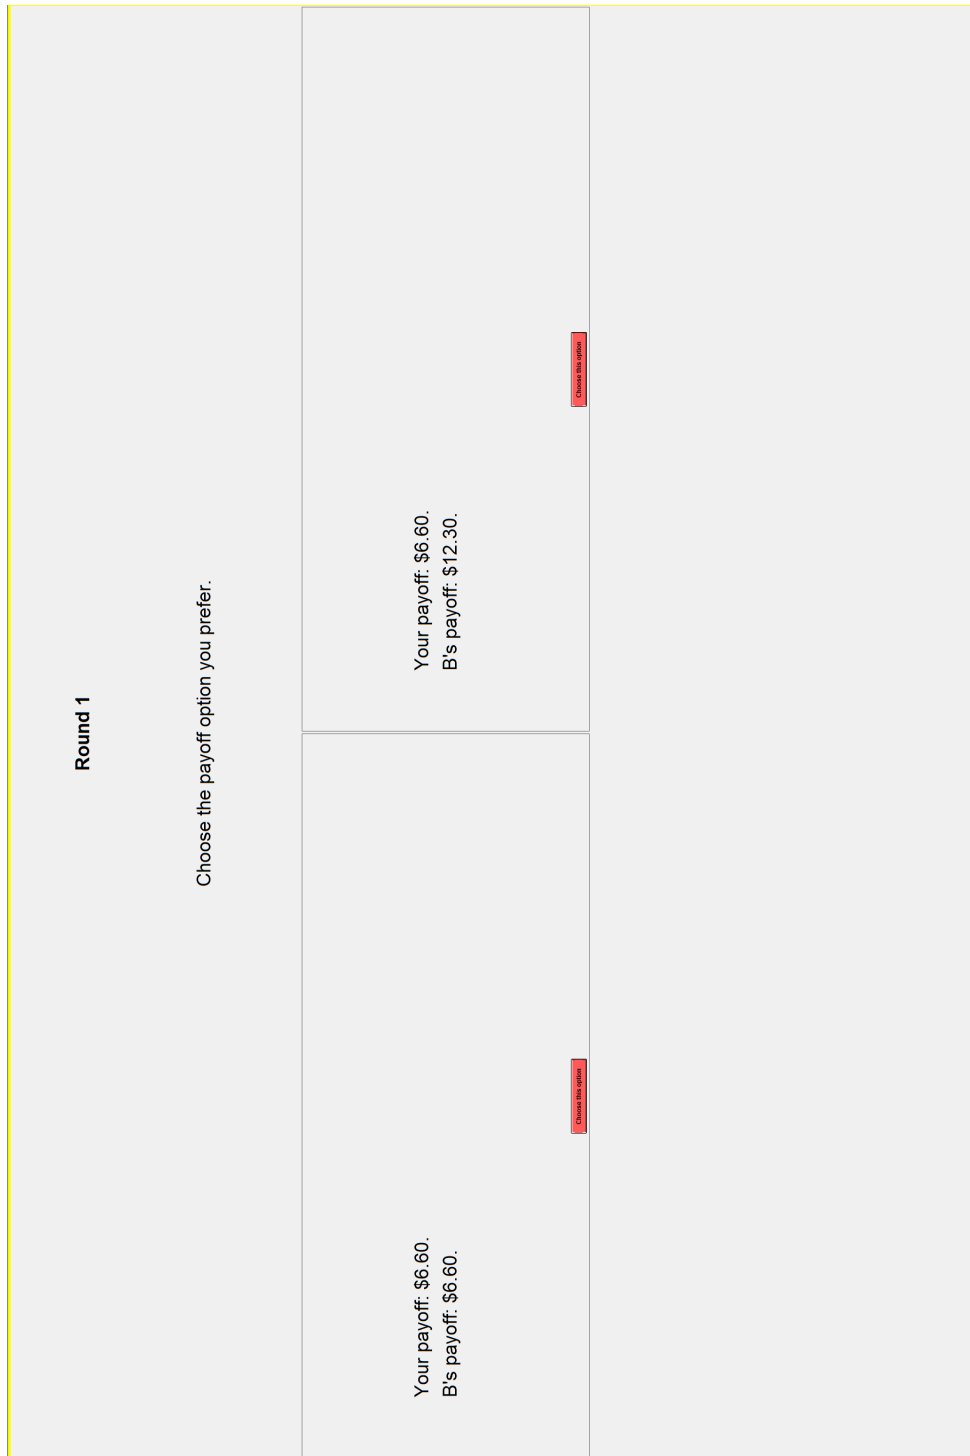 Round 1
Choose the payoff option you prefer.
Your payoff: $6.60.
B's payoff: $6.60.
Choose this option
Your payoff: $6.60.
B's payoff: $12.30.
Choose this option